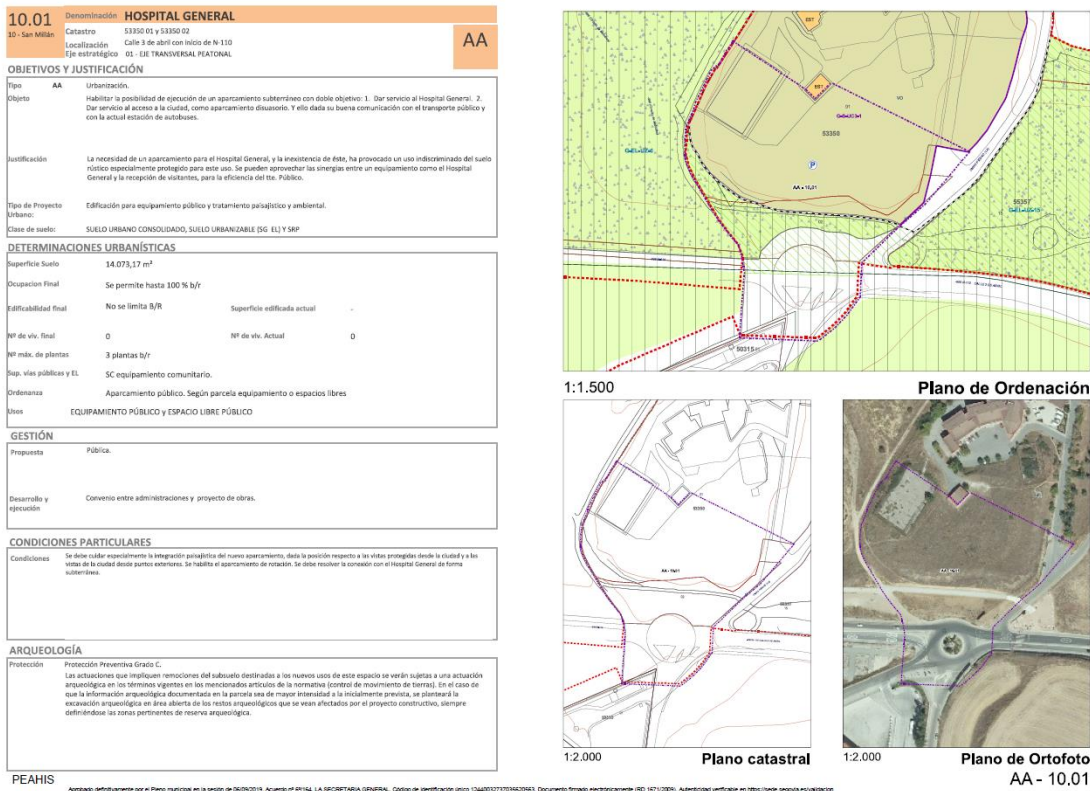 10.01
10 - San Millán
Denominación HOSPITAL GENERAL
Catastro 53350 01 y 53350 02
Localización Calle 3 de abril con inicio de N-110
Eje estratégico 01 - EJE TRANSVERSAL PEATONAL
AA
OBJETIVOS Y JUSTIFICACIÓN
Tipo AA Urbanización.
Objeto Habilitar la posibilidad de ejecución de un aparcamiento subterráneo con doble objetivo: 1. Dar servicio al Hospital General. 2.
Dar servicio al acceso a la ciudad, como aparcamiento disuasorio. Y ello dada su buena comunicación con el transporte público y
con la actual estación de autobuses.
Justificación La necesidad de un aparcamiento para el Hospital General, y la inexistencia de éste, ha provocado un uso indiscriminado del suelo
rústico especialmente protegido para este uso. Se pueden aprovechar las sinergias entre un equipamiento como el Hospital
General y la recepción de visitantes, para la eficiencia del tte. Público.
Tipo de Proyecto Urbano: Edificación para equipamiento público y tratamiento paisajístico y ambiental.
Clase de suelo: SUELO URBANO CONSOLIDADO, SUELO URBANIZABLE (SG EL) Y SRP
DETERMINACIONES URBANÍSTICAS
Superficie Suelo 14.073,17 m²
Ocupacion Final Se permite hasta 100 % b/r
Edificabilidad final No se limita B/R Superficie edificada actual -
Nº de viv. final 0 Nº de viv. Actual 0
Nº máx. de plantas 3 plantas b/r
Sup. vías públicas y EL SC equipamiento comunitario.
Ordenanza Aparcamiento público. Según parcela equipamiento o espacios libres
Usos EQUIPAMIENTO PÚBLICO y ESPACIO LIBRE PÚBLICO
GESTIÓN
Propuesta Pública.
Desarrollo y ejecución Convenio entre administraciones y proyecto de obras.
CONDICIONES PARTICULARES
Condiciones Se debe cuidar especialmente la integración paisajística del nuevo aparcamiento, dada la posición respecto a las vistas protegidas desde la ciudad y a las
vistas de la ciudad desde puntos exteriores. Se habilita el aparcamiento de rotación. Se debe resolver la conexión con el Hospital General de forma
subterránea.
ARQUEOLOGÍA
Protección Protección Preventiva Grado C.
Las actuaciones que impliquen remociones del subsuelo destinadas a los nuevos usos de este espacio se verán sujetas a una actuación
arqueológica en los términos vigentes en los mencionados artículos de la normativa (control de movimiento de tierras). En el caso de
que la información arqueológica documentada en la parcela sea de mayor intensidad a la inicialmente prevista, se planteará la
excavación arqueológica en área abierta de los restos arqueológicos que se vean afectados por el proyecto constructivo, siempre
definiéndose las zonas pertinentes de reserva arqueológica.
53350
P
AA - 10.01
55357
50315
1:1.500
Plano de Ordenación
AA - 10.01
1:2.000
Plano catastral
1:2.000
Plano de Ortofoto
AA - 10.01
PEAHIS